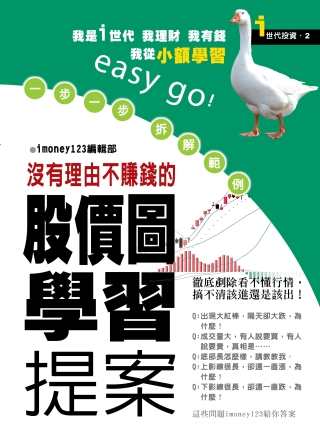 我是i世代 我理財 我有錢
我從小額學習
i世代投資·2
easy go!
一步一步 拆解範例
●imoney123編輯部
沒有理由不賺錢的
股價圖
學習
提案
徹底剷除看不懂行情，
搞不清該進還是該出！
Q:出現大紅棒，隔天卻大跌，為
什麼！
Q:成交量大，有人說要買，有人
說要賣，真相是……
Q:底部長怎麼樣，講教教我。
Q:上影線很長，卻還一直漲，為
什麼！
Q:下影線很長，卻還一直跌，為
什麼！
這些問題imoney123給你答案